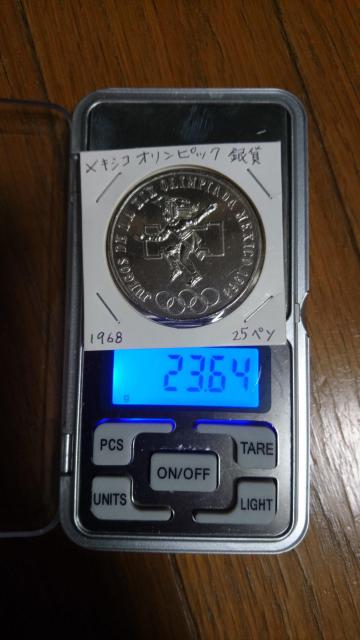 メキシコ オリンピック 銀貨
JUEGOS DE LA XIX OLIMPIADA MEXICO 1968
1968
25ペソ
23.64
g
PCS
TARE
ON/OFF
UNITS
LIGHT